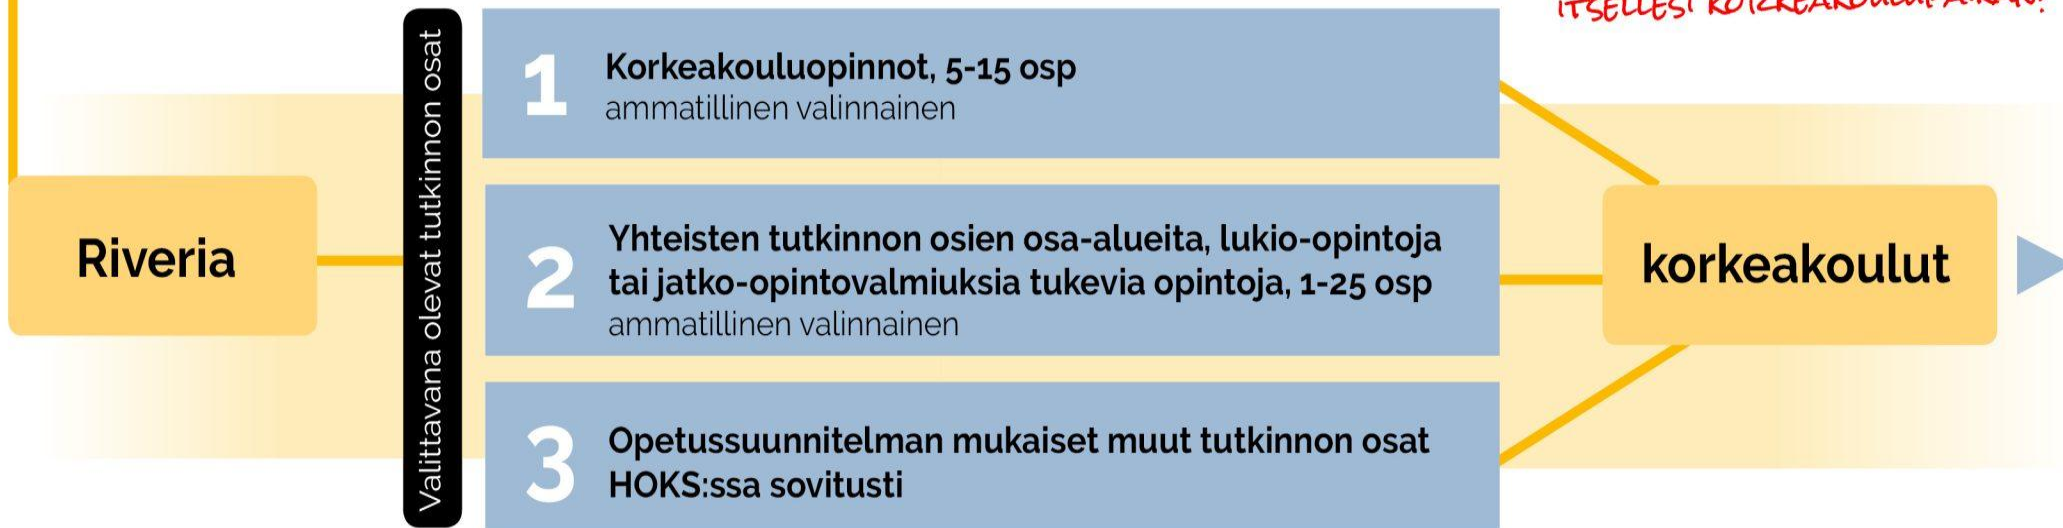 ITSELLESI
Riveria
Valittavana olevat tutkinnon osat
1
Korkeakouluopinnot, 5-15 osp
ammatillinen valinnainen
2
Yhteisten tutkinnon osien osa-alueita, lukio-opintoja
tai jatko-opintovalmiuksia tukevia opintoja, 1-25 osp
ammatillinen valinnainen
3
Opetussuunnitelman mukaiset muut tutkinnon osat
HOKS:ssa sovitusti
korkeakoulut